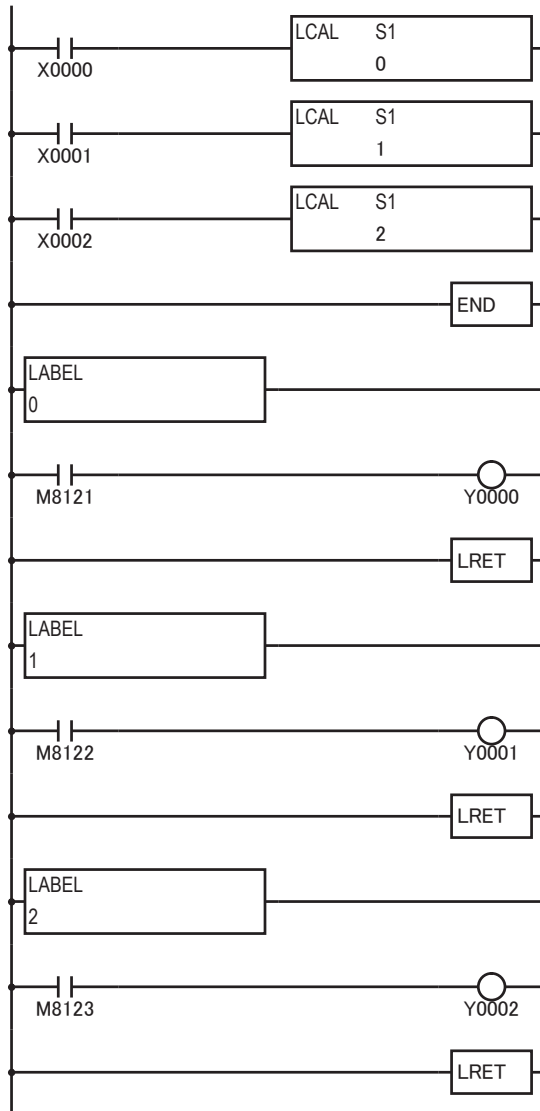 LCAL S1
0
X0000
LCAL S1
1
X0001
LCAL S1
2
X0002
END
LABEL
0
M8121
Y0000
LRET
LABEL
1
M8122
Y0001
LRET
LABEL
2
M8123
Y0002
LRET